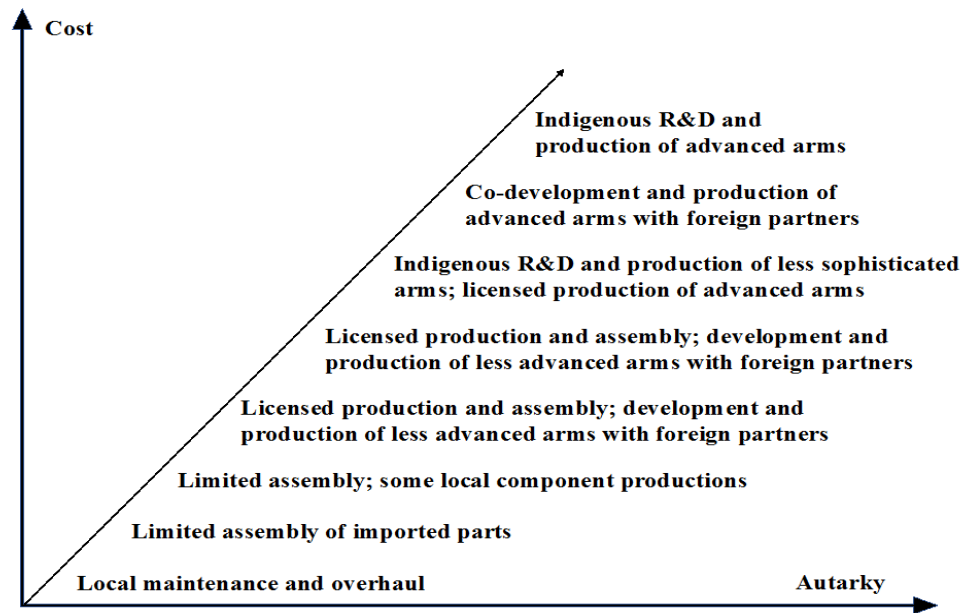 Cost
Indigenous R&D and
production of advanced arms
Co-development and production of
advanced arms with foreign partners
Indigenous R&D and production of less sophisticated
arms; licensed production of advanced arms
Licensed production and assembly; development and
production of less advanced arms with foreign partners
Licensed production and assembly; development and
production of less advanced arms with foreign partners
Limited assembly; some local component productions
Limited assembly of imported parts
Local maintenance and overhaul
Autarky